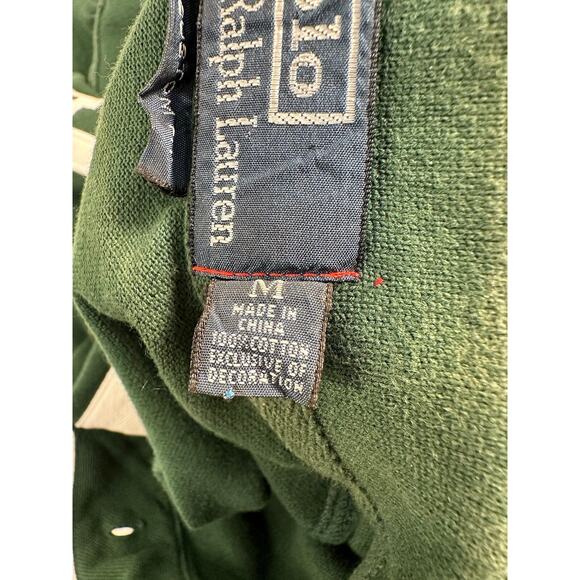 Polo
Ralph Lauren
M
MADE IN
CHINA
100% COTTON
EXCLUSIVE OF
DECORATION